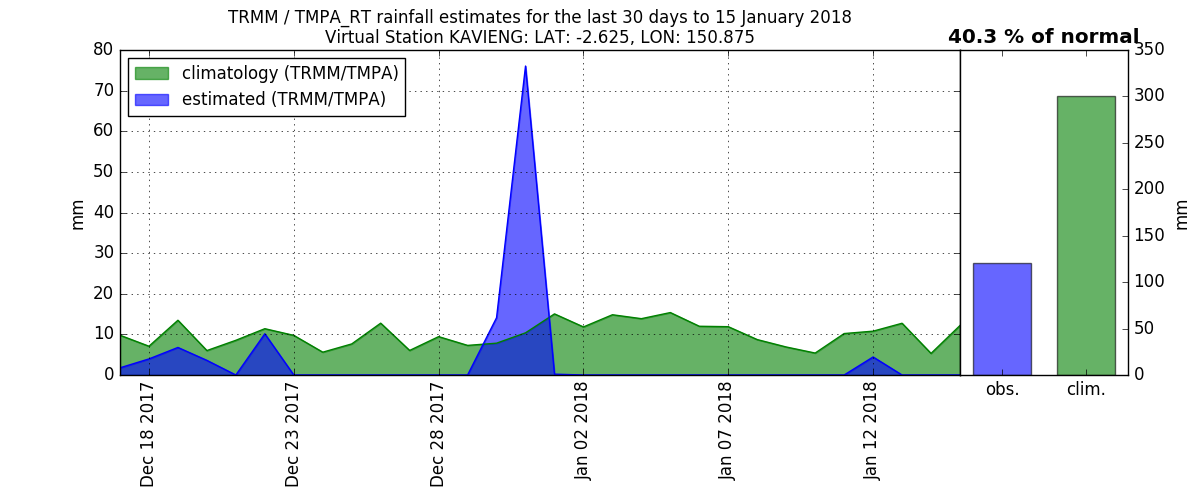 TRMM / TMPA_RT rainfall estimates for the last 30 days to 15 January 2018
Virtual Station KAVIENG: LAT: -2.625, LON: 150.875
40.3 % of normal
climatology (TRMM/TMPA)
estimated (TRMM/TMPA)
80
70
60
50
40
30
20
10
0
mm
Dec 18 2017
Dec 23 2017
Dec 28 2017
Jan 02 2018
Jan 07 2018
Jan 12 2018
obs.
clim.
350
300
250
200
150
100
50
0
mm